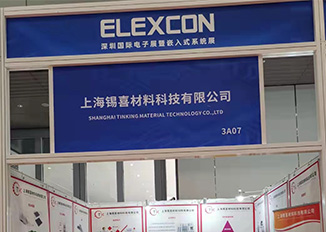 ELEXCON
深圳国际电子展暨嵌入式系统展
上海锡喜材料科技有限公司
SHANGHAI TINKING MATERIAL TECHNOLOGY CO.,LTD
3A07